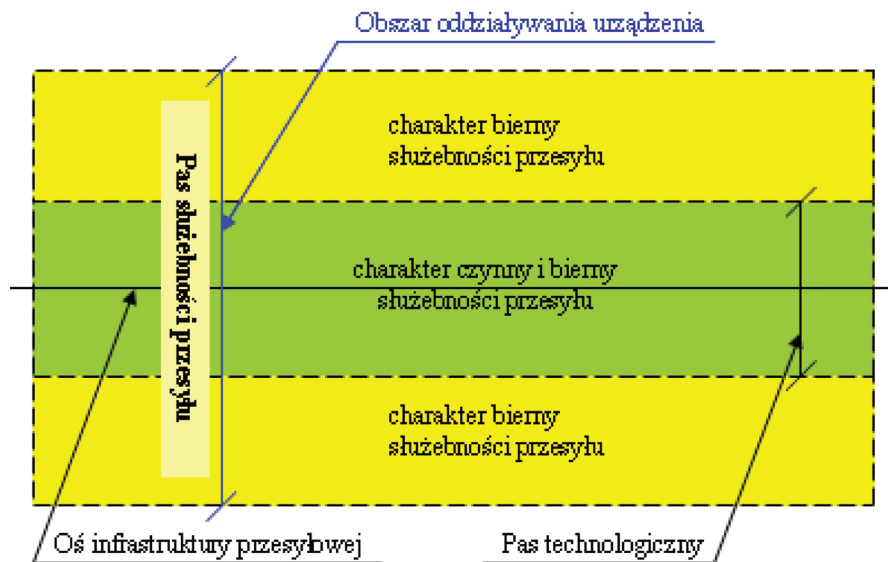 Obszar oddziaływania urządzenia
charakter bierny
służebności przesyłu
Pas służebności przesyłu
charakter czynny i bierny
służebności przesyłu
charakter bierny
służebności przesyłu
Oś infrastruktury przesyłowej
Pas technologiczny